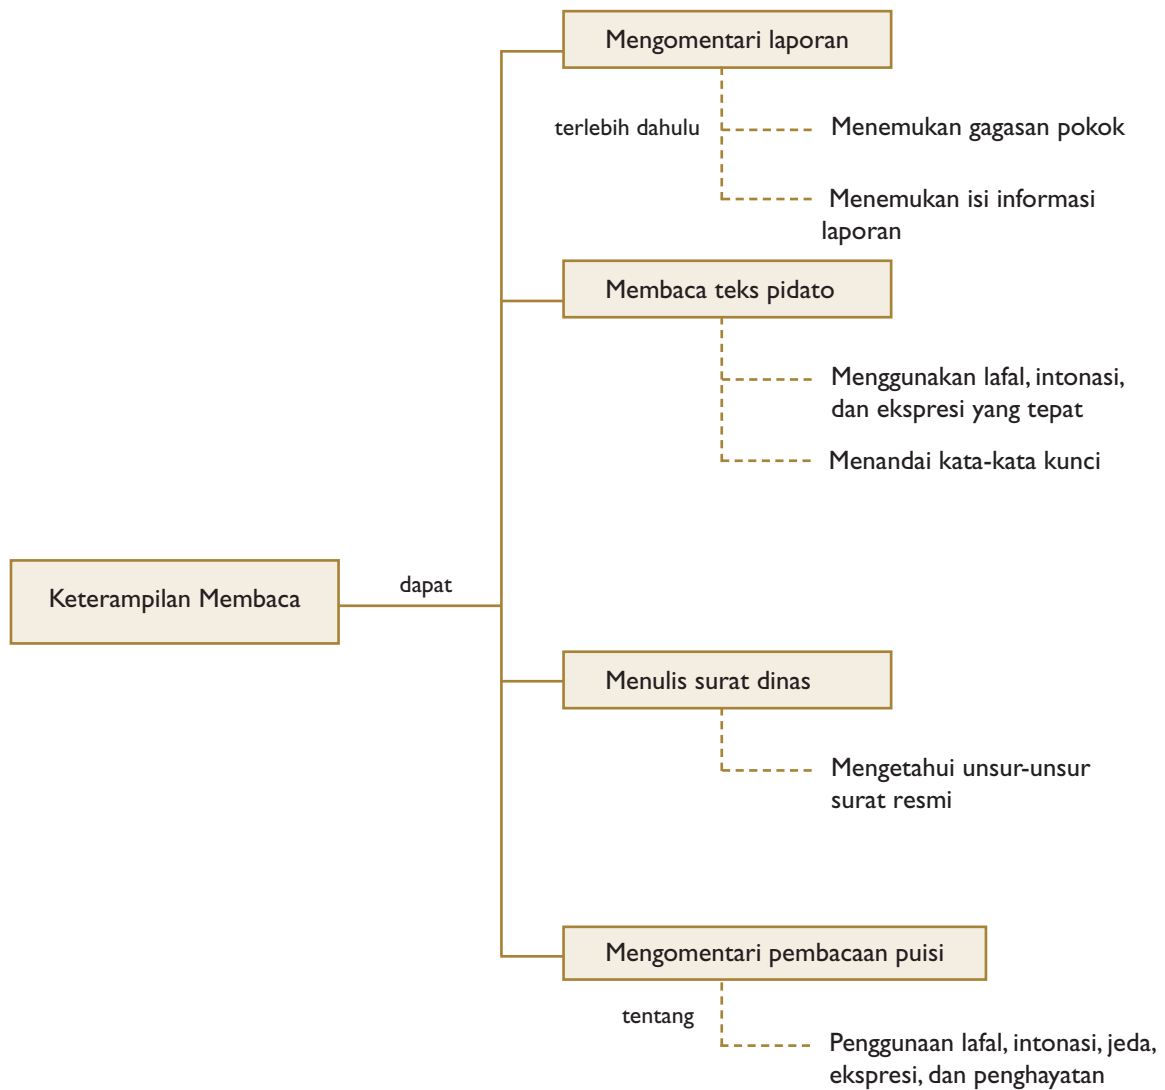 Mengomentari laporan
terlebih dahulu
Menemukan gagasan pokok
Menemukan isi informasi
laporan
Membaca teks pidato
Menggunakan lafal, intonasi,
dan ekspresi yang tepat
Menandai kata-kata kunci
Keterampilan Membaca
dapat
Menulis surat dinas
Mengetahui unsur-unsur
surat resmi
Mengomentari pembacaan puisi
tentang
Penggunaan lafal, intonasi, jeda,
ekspresi, dan penghayatan